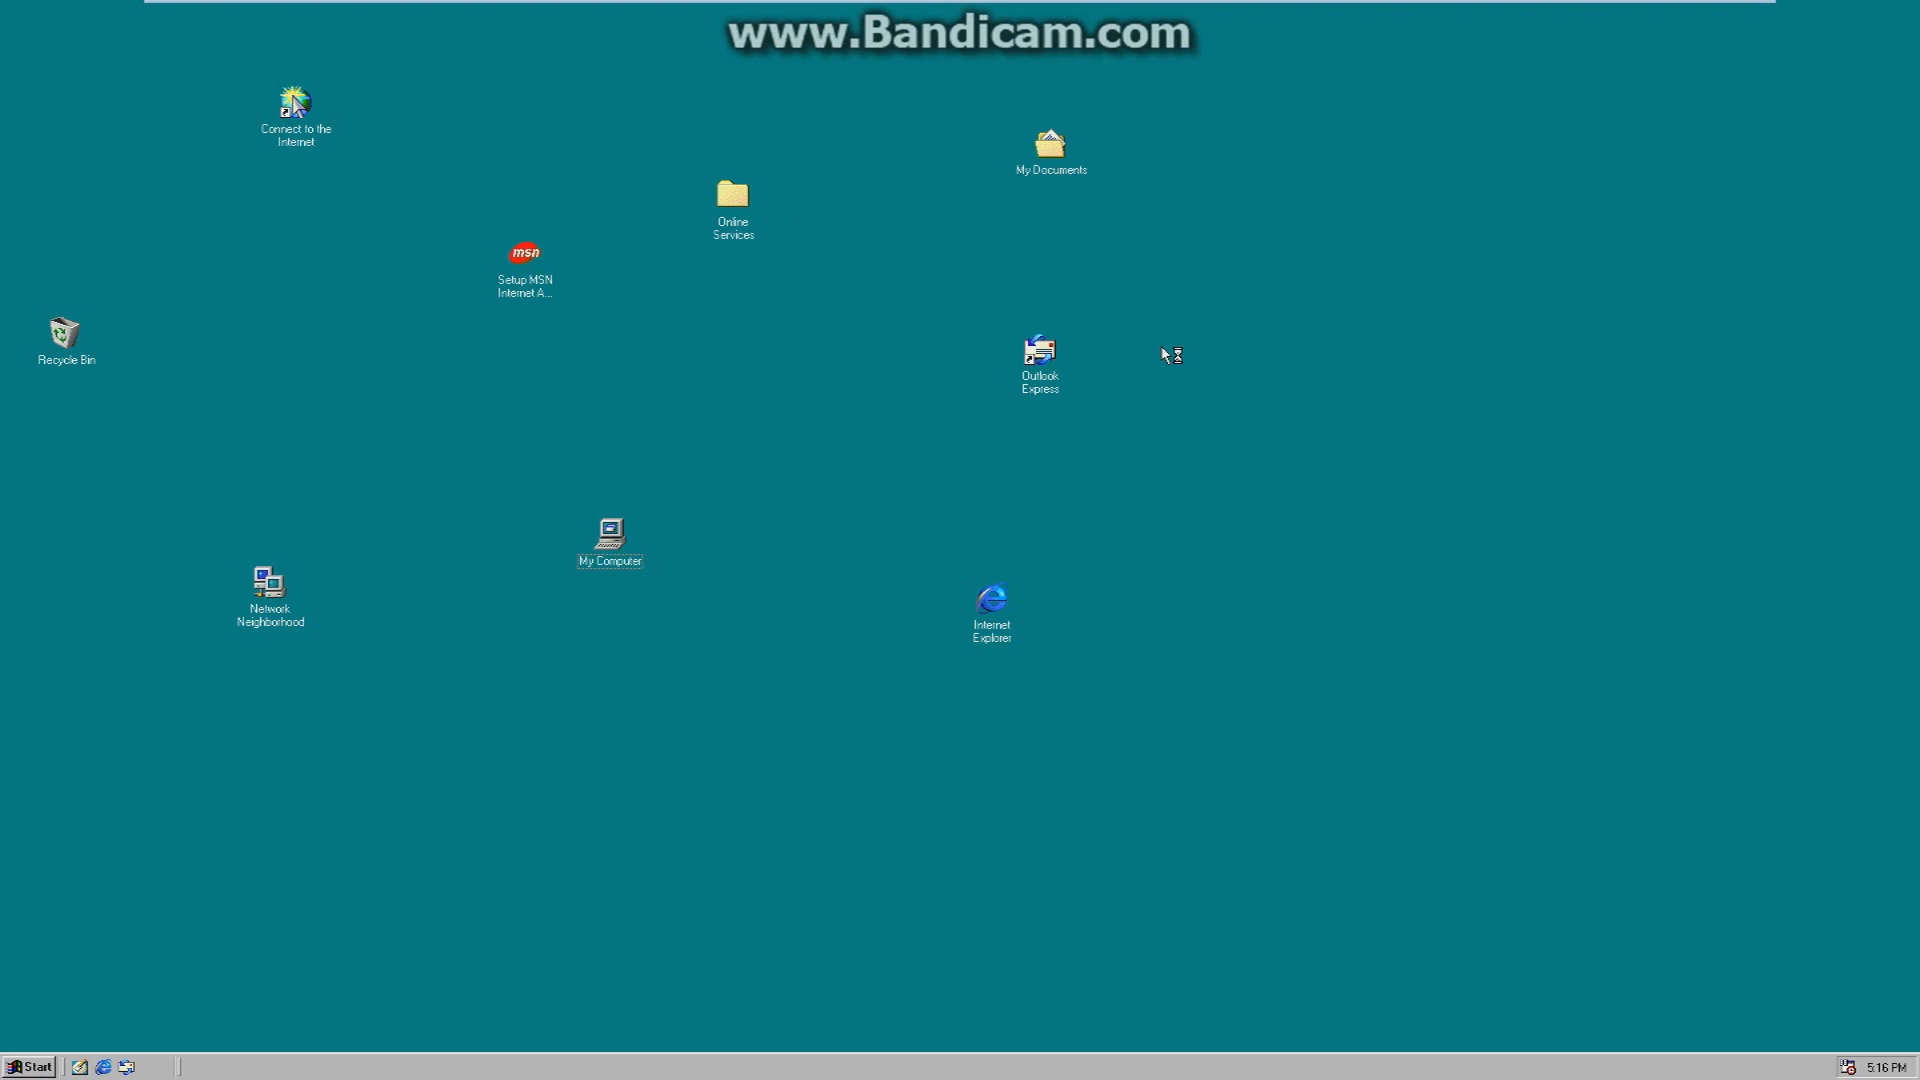 www.Bandicam.com
Connect to the
Internet
My Documents
Online
Services
msn
Setup MSN
Internet A...
Recycle Bin
Outlook
Express
My Computer
Network
Neighborhood
Internet
Explorer
Start
5:16 PM